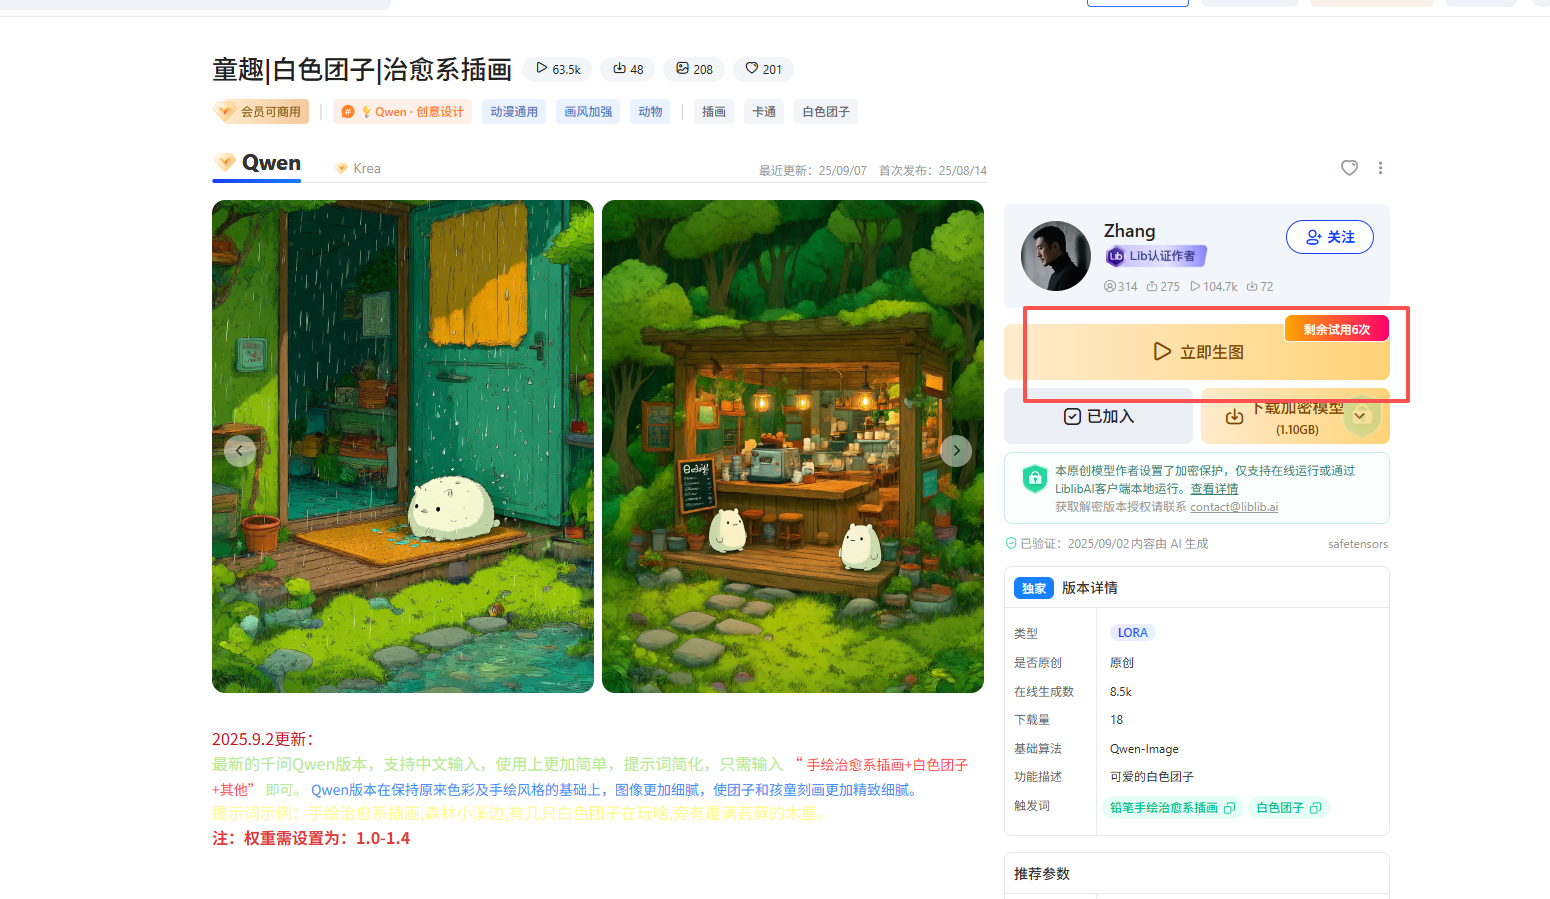 童趣|白色团子|治愈系插画 63.5k 48 208 201
会员可商用 | # Qwen · 创意设计 动漫通用 画风加强 动物 | 插画 卡通 白色团子
Qwen Krea 最近更新：25/09/07 首次发布：25/08/14
Zhang
Lib Lib认证作者
关注
314 275 104.7k 72
剩余试用6次
立即生图
已加入
下载加密模型
(1.10GB)
本原创模型作者设置了加密保护，仅支持在线运行或通过
LiblibAI客户端本地运行。查看详情
获取解密版本授权请联系 contact@liblib.ai
已验证：2025/09/02内容由 AI 生成 safetensors
独家 版本详情
类型 LORA
是否原创 原创
在线生成数 8.5k
下载量 18
基础算法 Qwen-Image
功能描述 可爱的白色团子
触发词 铅笔手绘治愈系插画 白色团子
推荐参数
2025.9.2更新：
最新的千问Qwen版本，支持中文输入，使用上更加简单，提示词简化，只需输入 “ 手绘治愈系插画+白色团子
+其他” 即可。 Qwen版本在保持原来色彩及手绘风格的基础上，图像更加细腻，使团子和孩童刻画更加精致细腻。
提示词示例：手绘治愈系插画,森林小溪边,有几只白色团子在玩啥,旁有覆满苔藓的木屋。
注：权重需设置为：1.0-1.4